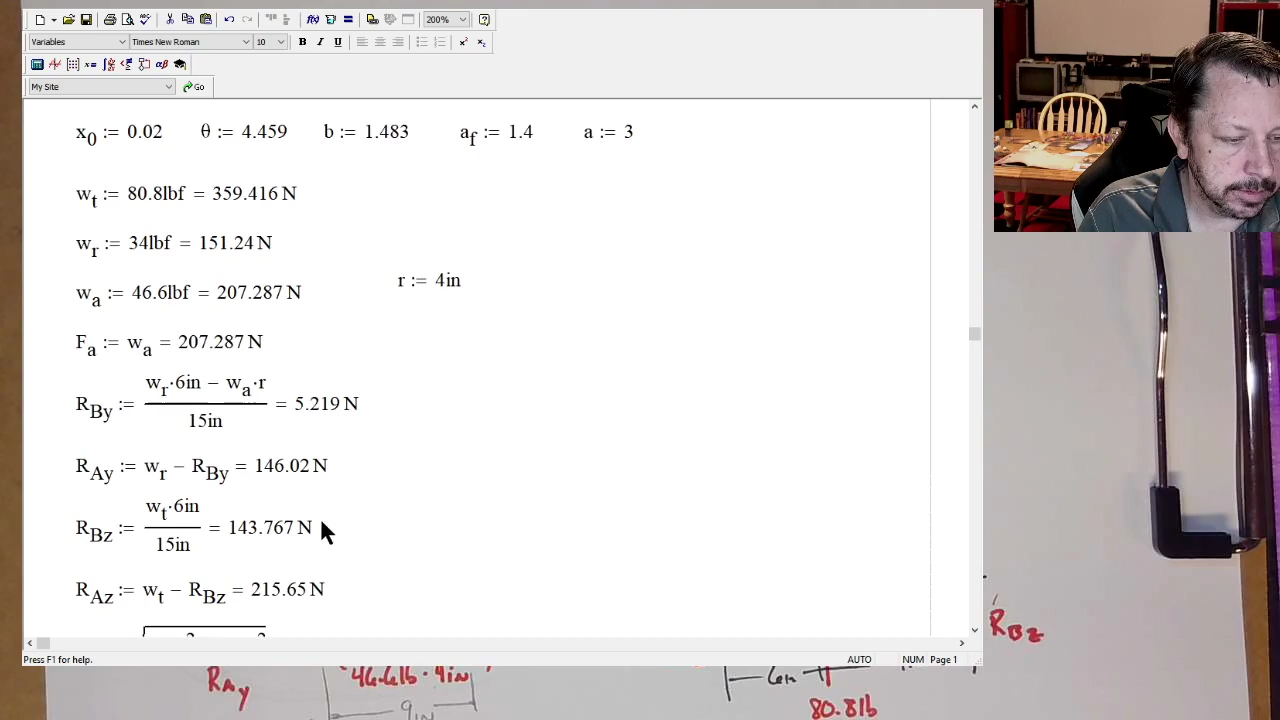 200%
Variables Times New Roman 10 B I U
My Site Go
x0 := 0.02 θ := 4.459 b := 1.483 af := 1.4 a := 3
wt := 80.8lbf = 359.416 N
wr := 34lbf = 151.24 N
r := 4in
wa := 46.6lbf = 207.287 N
Fa := wa = 207.287 N
RBy := (wr·6in − wa·r)/15in = 5.219 N
RAy := wr − RBy = 146.02 N
RBz := (wt·6in)/15in = 143.767 N
RAz := wt − RBz = 215.65 N
Press F1 for help. AUTO NUM Page 1
RBz
RAy
46.6lb · 4in
9in
6in
80.8lb